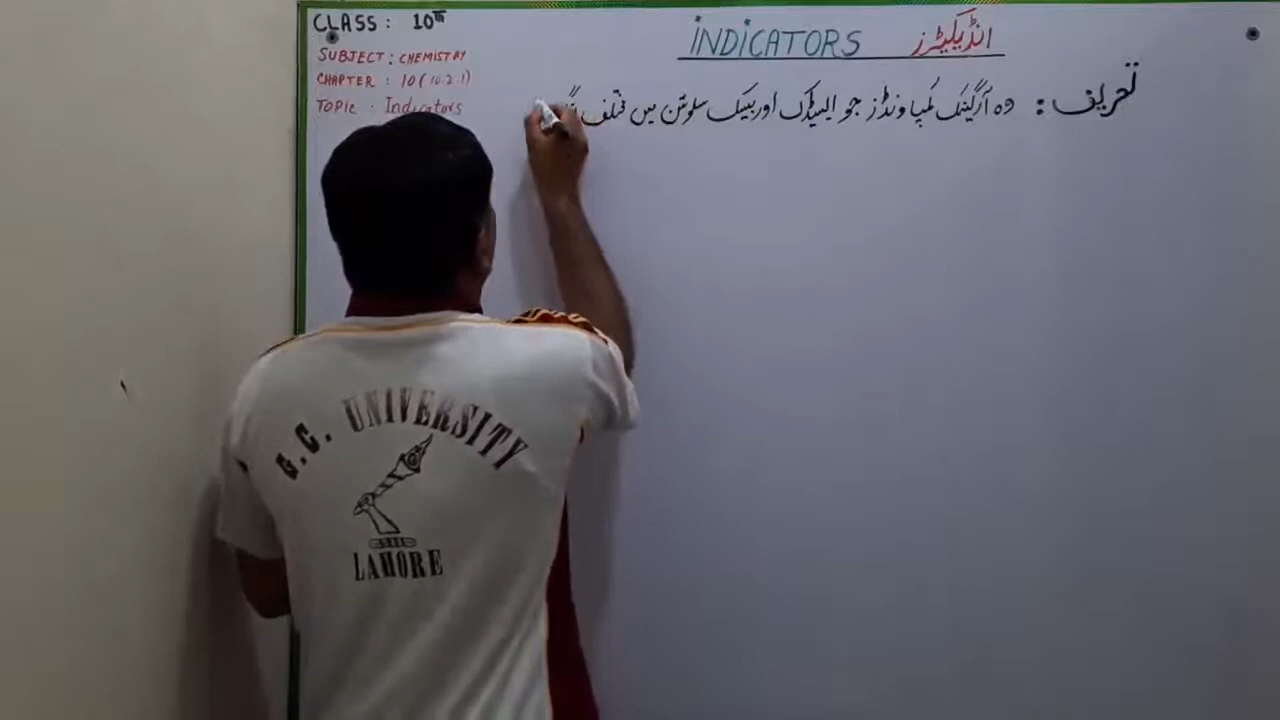 CLASS: 10TH
SUBJECT: CHEMISTRY
CHAPTER: 10 (10.2.1)
TOPIC. Indicators
INDICATORS انڈیکیٹرز
تعریف: وہ آرگینک کمپاونڈز جو ایسیڈک اور بیسک سلوشن میں مختلف
G.C. UNIVERSITY
LAHORE